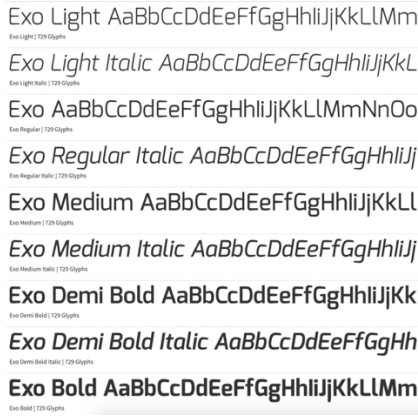 Exo Light AaBbCcDdEeFfGgHhIiJjKkLlMm
Exo Light | 729 Glyphs
Exo Light Italic AaBbCcDdEeFfGgHhIiJjKkL
Exo Light Italic | 729 Glyphs
Exo AaBbCcDdEeFfGgHhIiJjKkLlMmNnOo
Exo Regular | 729 Glyphs
Exo Regular Italic AaBbCcDdEeFfGgHhIiJj
Exo Regular Italic | 729 Glyphs
Exo Medium AaBbCcDdEeFfGgHhIiJjKkLl
Exo Medium | 729 Glyphs
Exo Medium Italic AaBbCcDdEeFfGgHhIiJj
Exo Medium Italic | 729 Glyphs
Exo Demi Bold AaBbCcDdEeFfGgHhIiJjKk
Exo Demi Bold | 729 Glyphs
Exo Demi Bold Italic AaBbCcDdEeFfGgHh
Exo Demi Bold Italic | 729 Glyphs
Exo Bold AaBbCcDdEeFfGgHhIiJjKkLlMm
Exo Bold | 729 Glyphs